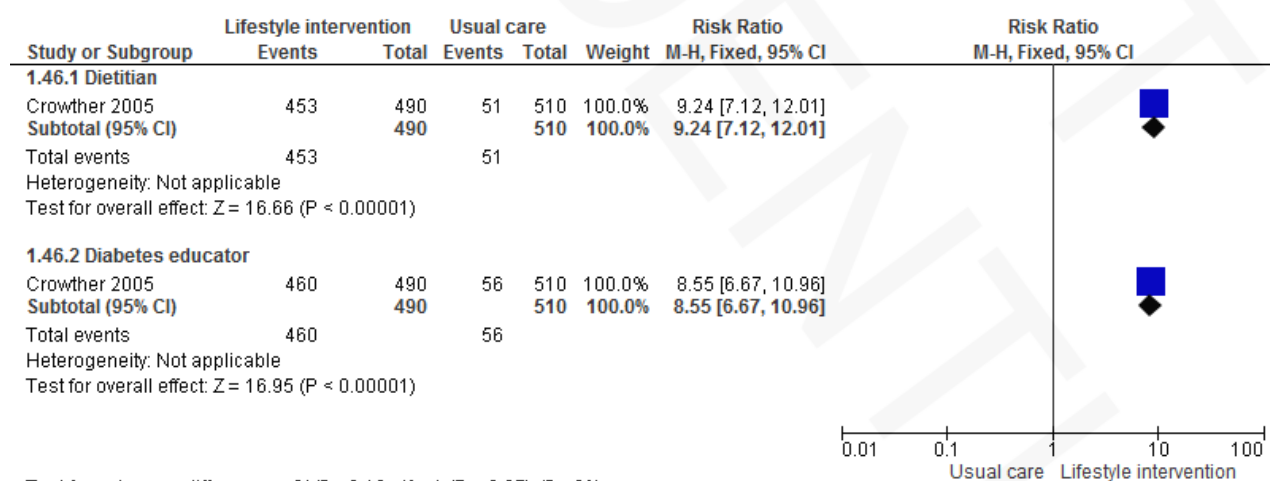 Lifestyle intervention Usual care Risk Ratio Risk Ratio
Study or Subgroup Events Total Events Total Weight M-H, Fixed, 95% CI M-H, Fixed, 95% CI
1.46.1 Dietitian
Crowther 2005 453 490 51 510 100.0% 9.24 [7.12, 12.01]
Subtotal (95% CI) 490 510 100.0% 9.24 [7.12, 12.01]
Total events 453 51
Heterogeneity: Not applicable
Test for overall effect: Z = 16.66 (P < 0.00001)
1.46.2 Diabetes educator
Crowther 2005 460 490 56 510 100.0% 8.55 [6.67, 10.96]
Subtotal (95% CI) 490 510 100.0% 8.55 [6.67, 10.96]
Total events 460 56
Heterogeneity: Not applicable
Test for overall effect: Z = 16.95 (P < 0.00001)
0.01 0.1 1 10 100
Usual care Lifestyle intervention